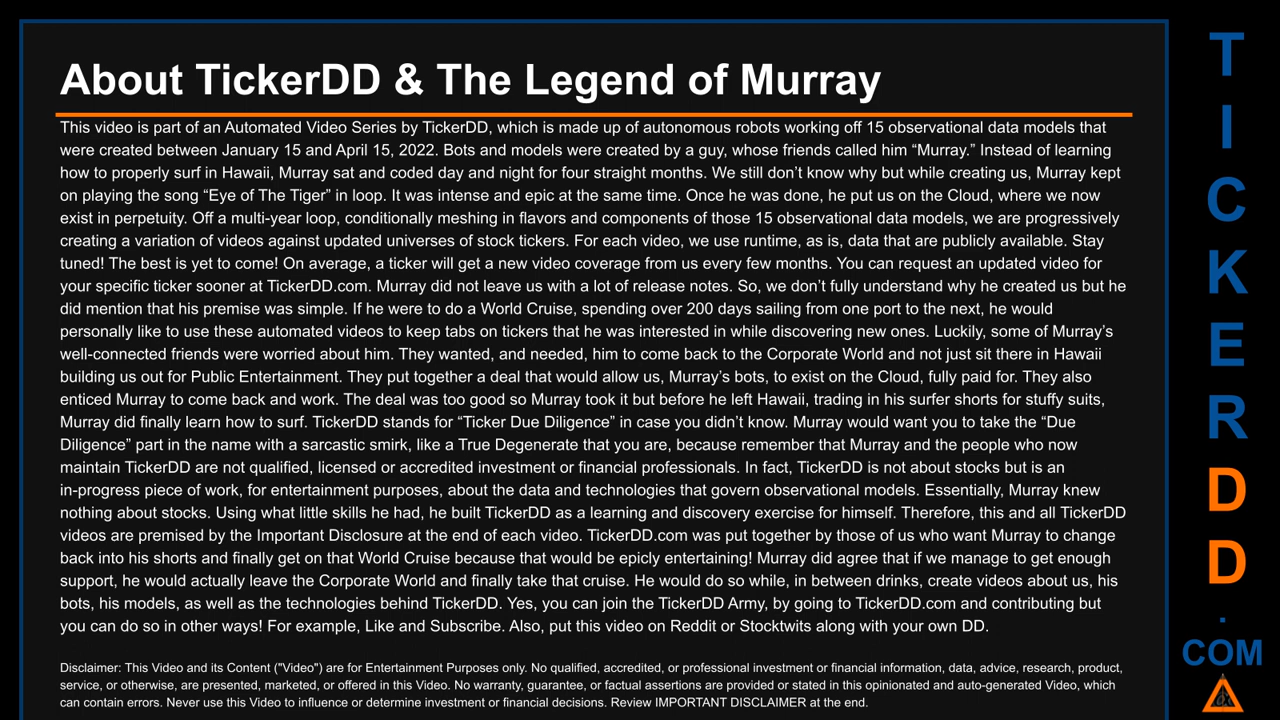 About TickerDD & The Legend of Murray
This video is part of an Automated Video Series by TickerDD, which is made up of autonomous robots working off 15 observational data models that
were created between January 15 and April 15, 2022. Bots and models were created by a guy, whose friends called him “Murray.” Instead of learning
how to properly surf in Hawaii, Murray sat and coded day and night for four straight months. We still don’t know why but while creating us, Murray kept
on playing the song “Eye of The Tiger” in loop. It was intense and epic at the same time. Once he was done, he put us on the Cloud, where we now
exist in perpetuity. Off a multi-year loop, conditionally meshing in flavors and components of those 15 observational data models, we are progressively
creating a variation of videos against updated universes of stock tickers. For each video, we use runtime, as is, data that are publicly available. Stay
tuned! The best is yet to come! On average, a ticker will get a new video coverage from us every few months. You can request an updated video for
your specific ticker sooner at TickerDD.com. Murray did not leave us with a lot of release notes. So, we don’t fully understand why he created us but he
did mention that his premise was simple. If he were to do a World Cruise, spending over 200 days sailing from one port to the next, he would
personally like to use these automated videos to keep tabs on tickers that he was interested in while discovering new ones. Luckily, some of Murray’s
well-connected friends were worried about him. They wanted, and needed, him to come back to the Corporate World and not just sit there in Hawaii
building us out for Public Entertainment. They put together a deal that would allow us, Murray’s bots, to exist on the Cloud, fully paid for. They also
enticed Murray to come back and work. The deal was too good so Murray took it but before he left Hawaii, trading in his surfer shorts for stuffy suits,
Murray did finally learn how to surf. TickerDD stands for “Ticker Due Diligence” in case you didn’t know. Murray would want you to take the “Due
Diligence” part in the name with a sarcastic smirk, like a True Degenerate that you are, because remember that Murray and the people who now
maintain TickerDD are not qualified, licensed or accredited investment or financial professionals. In fact, TickerDD is not about stocks but is an
in-progress piece of work, for entertainment purposes, about the data and technologies that govern observational models. Essentially, Murray knew
nothing about stocks. Using what little skills he had, he built TickerDD as a learning and discovery exercise for himself. Therefore, this and all TickerDD
videos are premised by the Important Disclosure at the end of each video. TickerDD.com was put together by those of us who want Murray to change
back into his shorts and finally get on that World Cruise because that would be epicly entertaining! Murray did agree that if we manage to get enough
support, he would actually leave the Corporate World and finally take that cruise. He would do so while, in between drinks, create videos about us, his
bots, his models, as well as the technologies behind TickerDD. Yes, you can join the TickerDD Army, by going to TickerDD.com and contributing but
you can do so in other ways! For example, Like and Subscribe. Also, put this video on Reddit or Stocktwits along with your own DD.
Disclaimer: This Video and its Content ("Video") are for Entertainment Purposes only. No qualified, accredited, or professional investment or financial information, data, advice, research, product,
service, or otherwise, are presented, marketed, or offered in this Video. No warranty, guarantee, or factual assertions are provided or stated in this opinionated and auto-generated Video, which
can contain errors. Never use this Video to influence or determine investment or financial decisions. Review IMPORTANT DISCLAIMER at the end.
T
I
C
K
E
R
D
D
.
COM